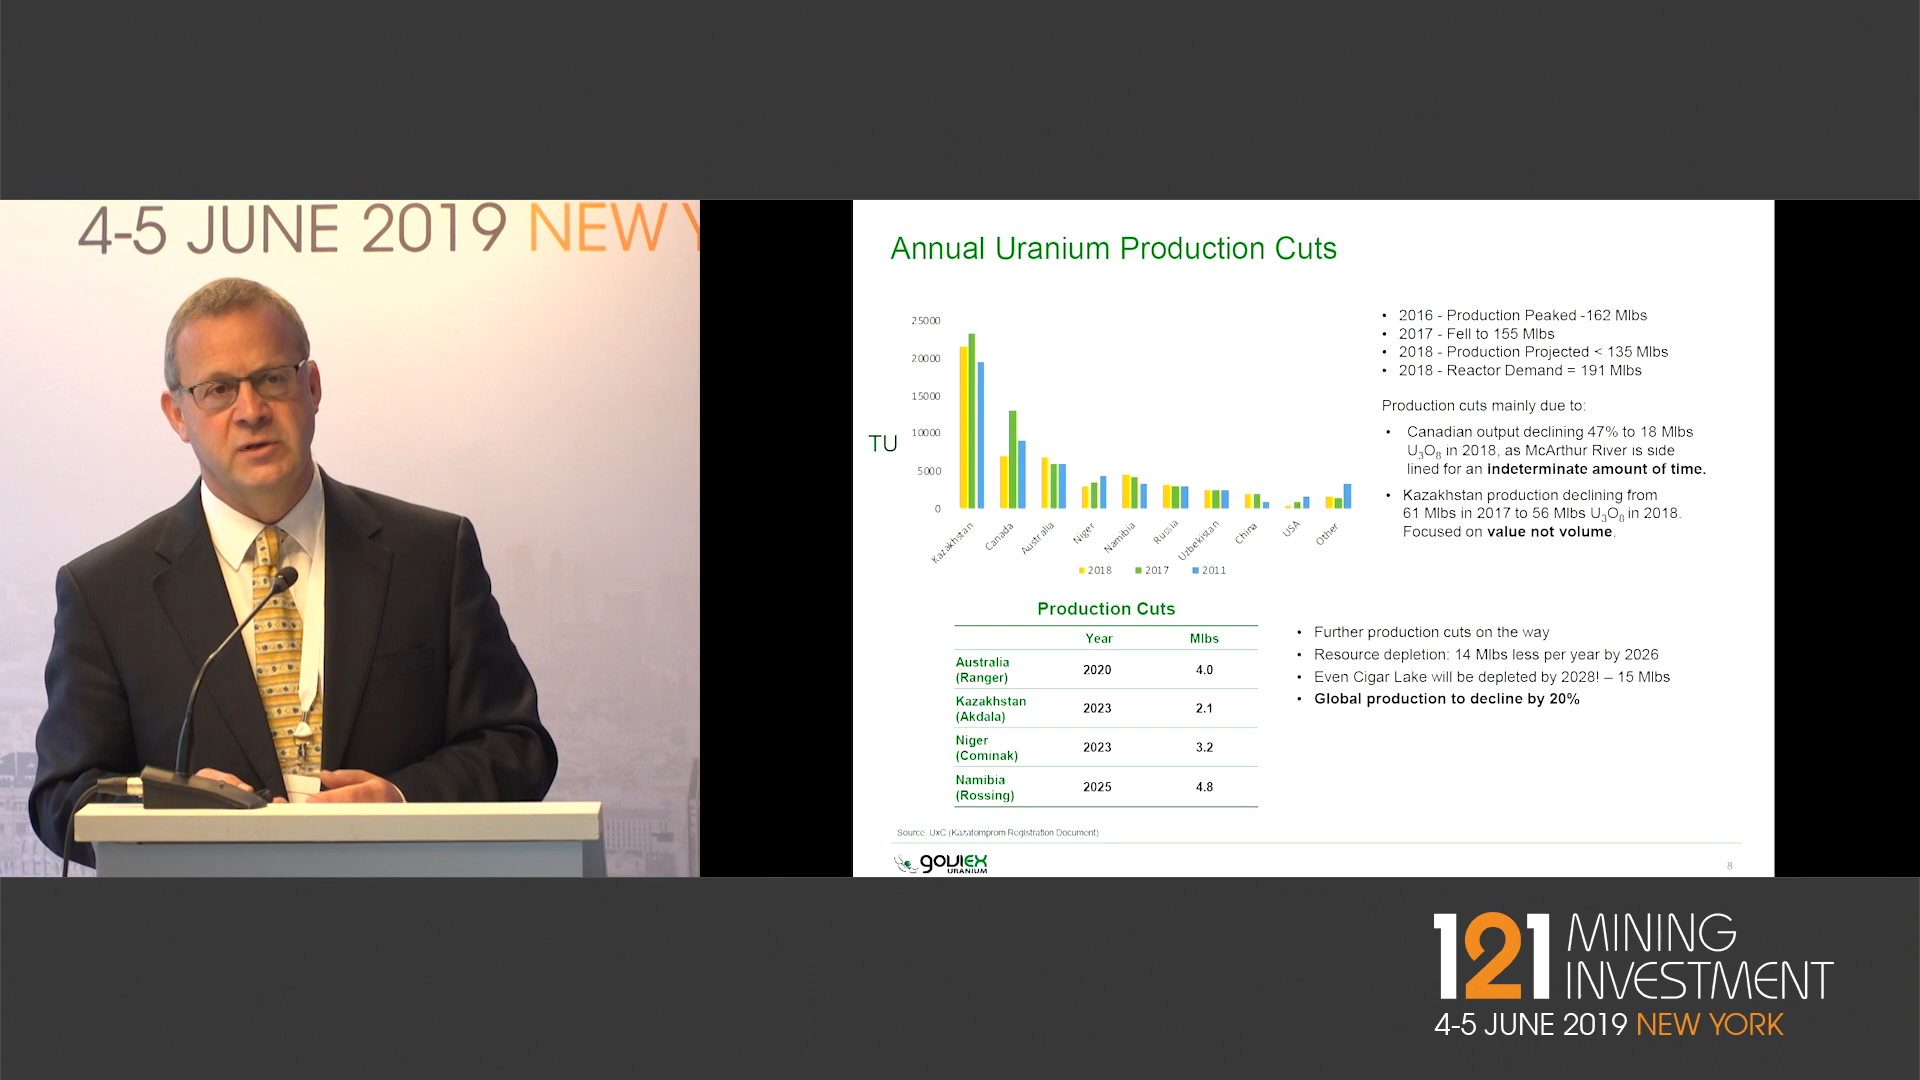 4-5 JUNE 2019 NEW Y
Annual Uranium Production Cuts
25000
20000
15000
10000
5000
0
TU
Kazakhstan
Canada
Australia
Niger
Namibia
Russia
Uzbekistan
China
USA
Other
2018 2017 2011
• 2016 - Production Peaked -162 Mlbs
• 2017 - Fell to 155 Mlbs
• 2018 - Production Projected < 135 Mlbs
• 2018 - Reactor Demand = 191 Mlbs
Production cuts mainly due to:
• Canadian output declining 47% to 18 Mlbs
U₃O₈ in 2018, as McArthur River is side
lined for an indeterminate amount of time.
• Kazakhstan production declining from
61 Mlbs in 2017 to 56 Mlbs U₃O₈ in 2018.
Focused on value not volume.
Production Cuts
Year Mlbs
Australia
(Ranger) 2020 4.0
Kazakhstan
(Akdala) 2023 2.1
Niger
(Cominak) 2023 3.2
Namibia
(Rossing) 2025 4.8
• Further production cuts on the way
• Resource depletion: 14 Mlbs less per year by 2026
• Even Cigar Lake will be depleted by 2028! – 15 Mlbs
• Global production to decline by 20%
Source: UxC (Kazatomprom Registration Document)
GOVIEX
URANIUM
8
121 MINING
INVESTMENT
4-5 JUNE 2019 NEW YORK